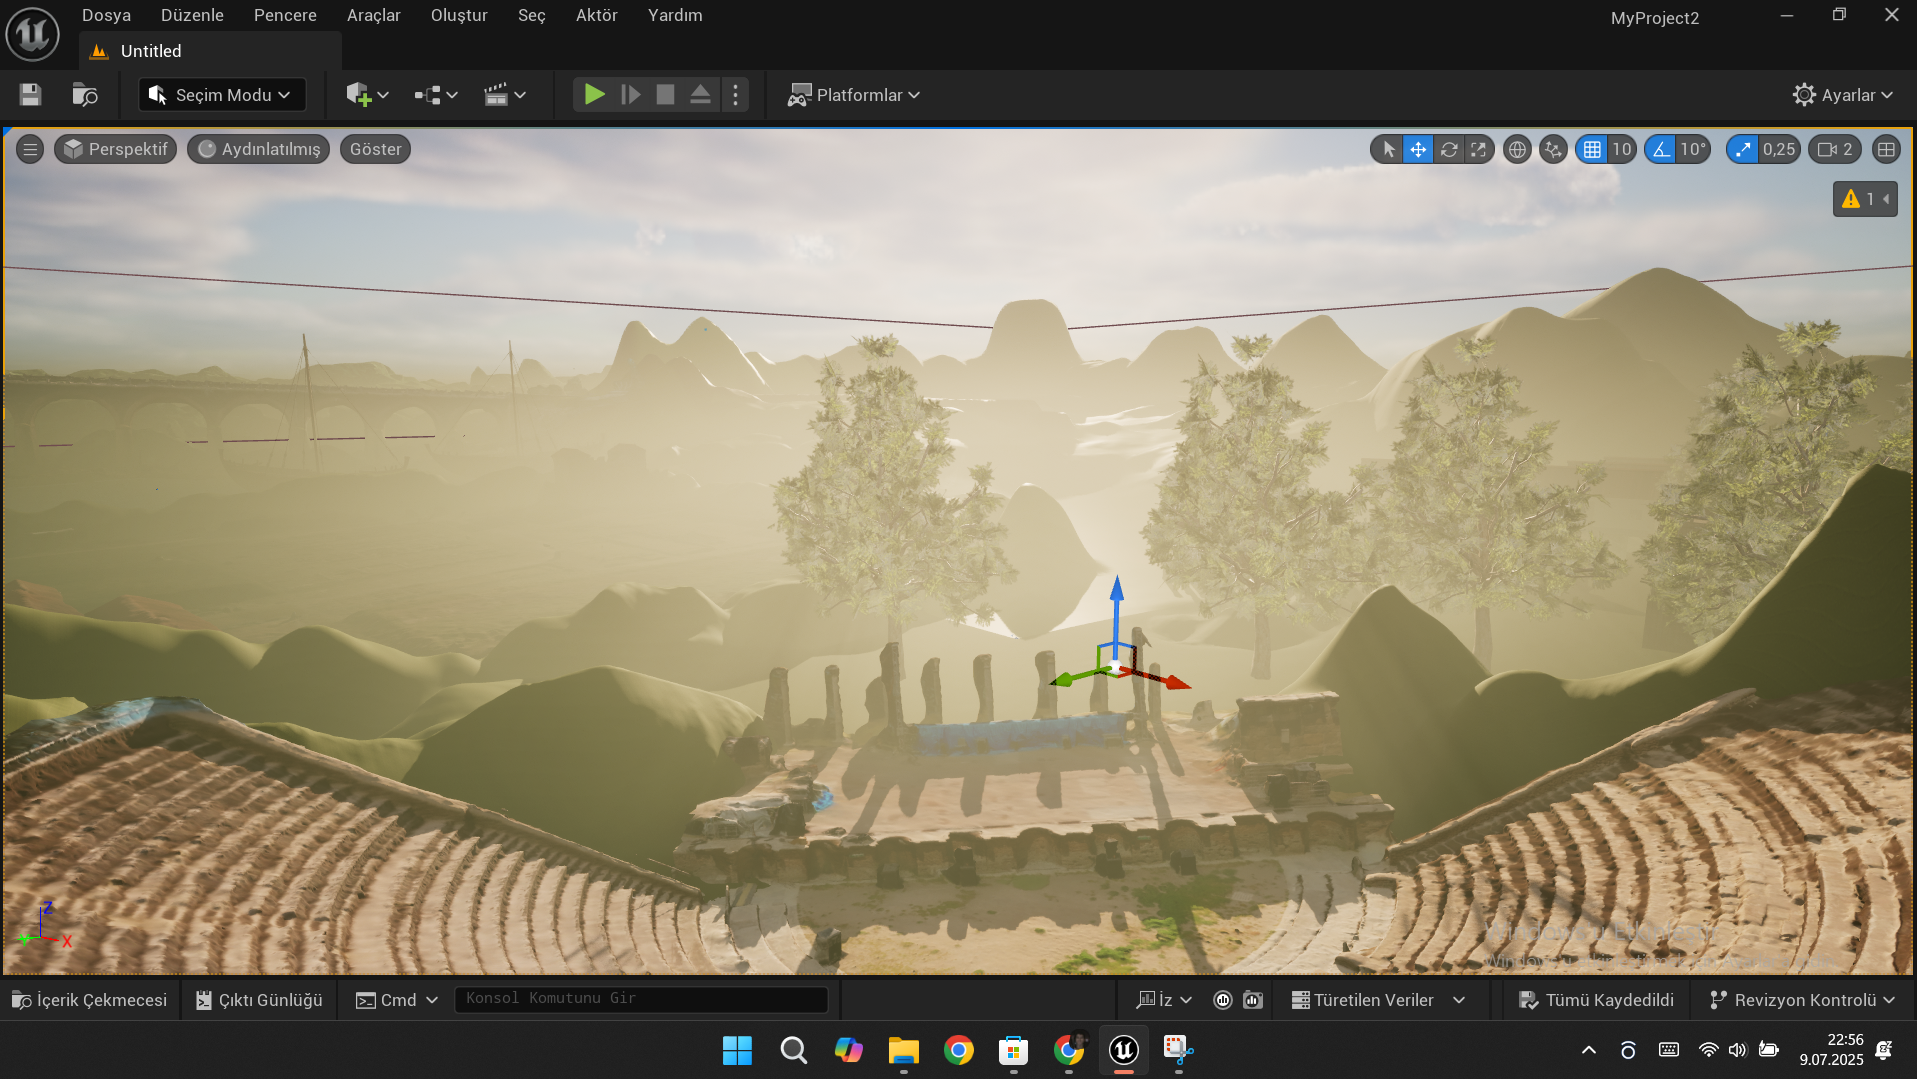 Dosya Düzenle Pencere Araçlar Oluştur Seç Aktör Yardım
MyProject2
Untitled
Seçim Modu
Platformlar
Ayarlar
Perspektif Aydınlatılmış Göster
10 10° 0,25 2
1
Z
Y X
Windows'u Etkinleştir
İçerik Çekmecesi Çıktı Günlüğü Cmd Konsol Komutunu Gir İz Türetilen Veriler Tümü Kaydedildi Revizyon Kontrolü
22:56
9.07.2025